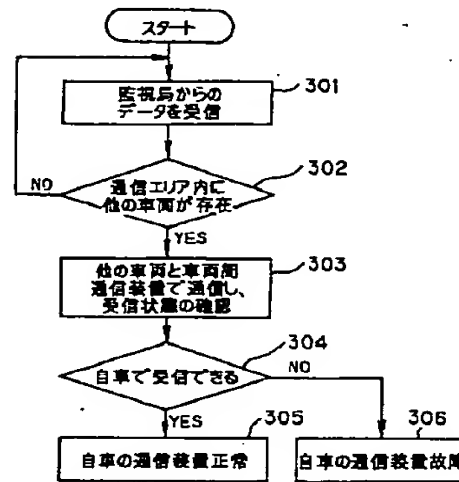 スタート
301
監視局からの
データを受信
302
通信エリア内に
他の車両が存在
NO
YES
303
他の車両と車両間
通信装置で通信し、
受信状態の確認
304
自車で受信できる
NO
YES
305
306
自車の通信装置正常
自車の通信装置故障